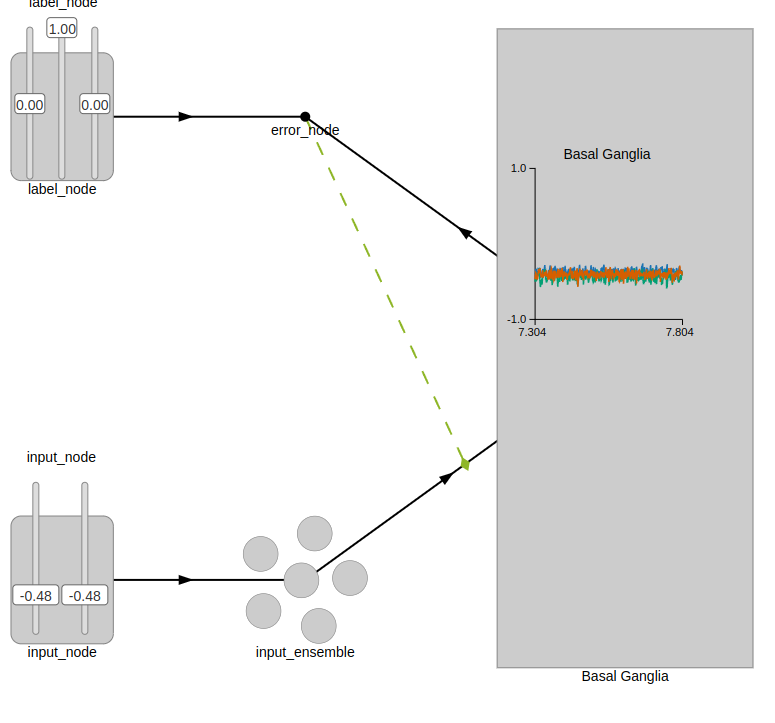 label_node
1.00
0.00
0.00
label_node
error_node
Basal Ganglia
1.0
-1.0
7.304
7.804
input_node
-0.48
-0.48
input_node
input_ensemble
Basal Ganglia